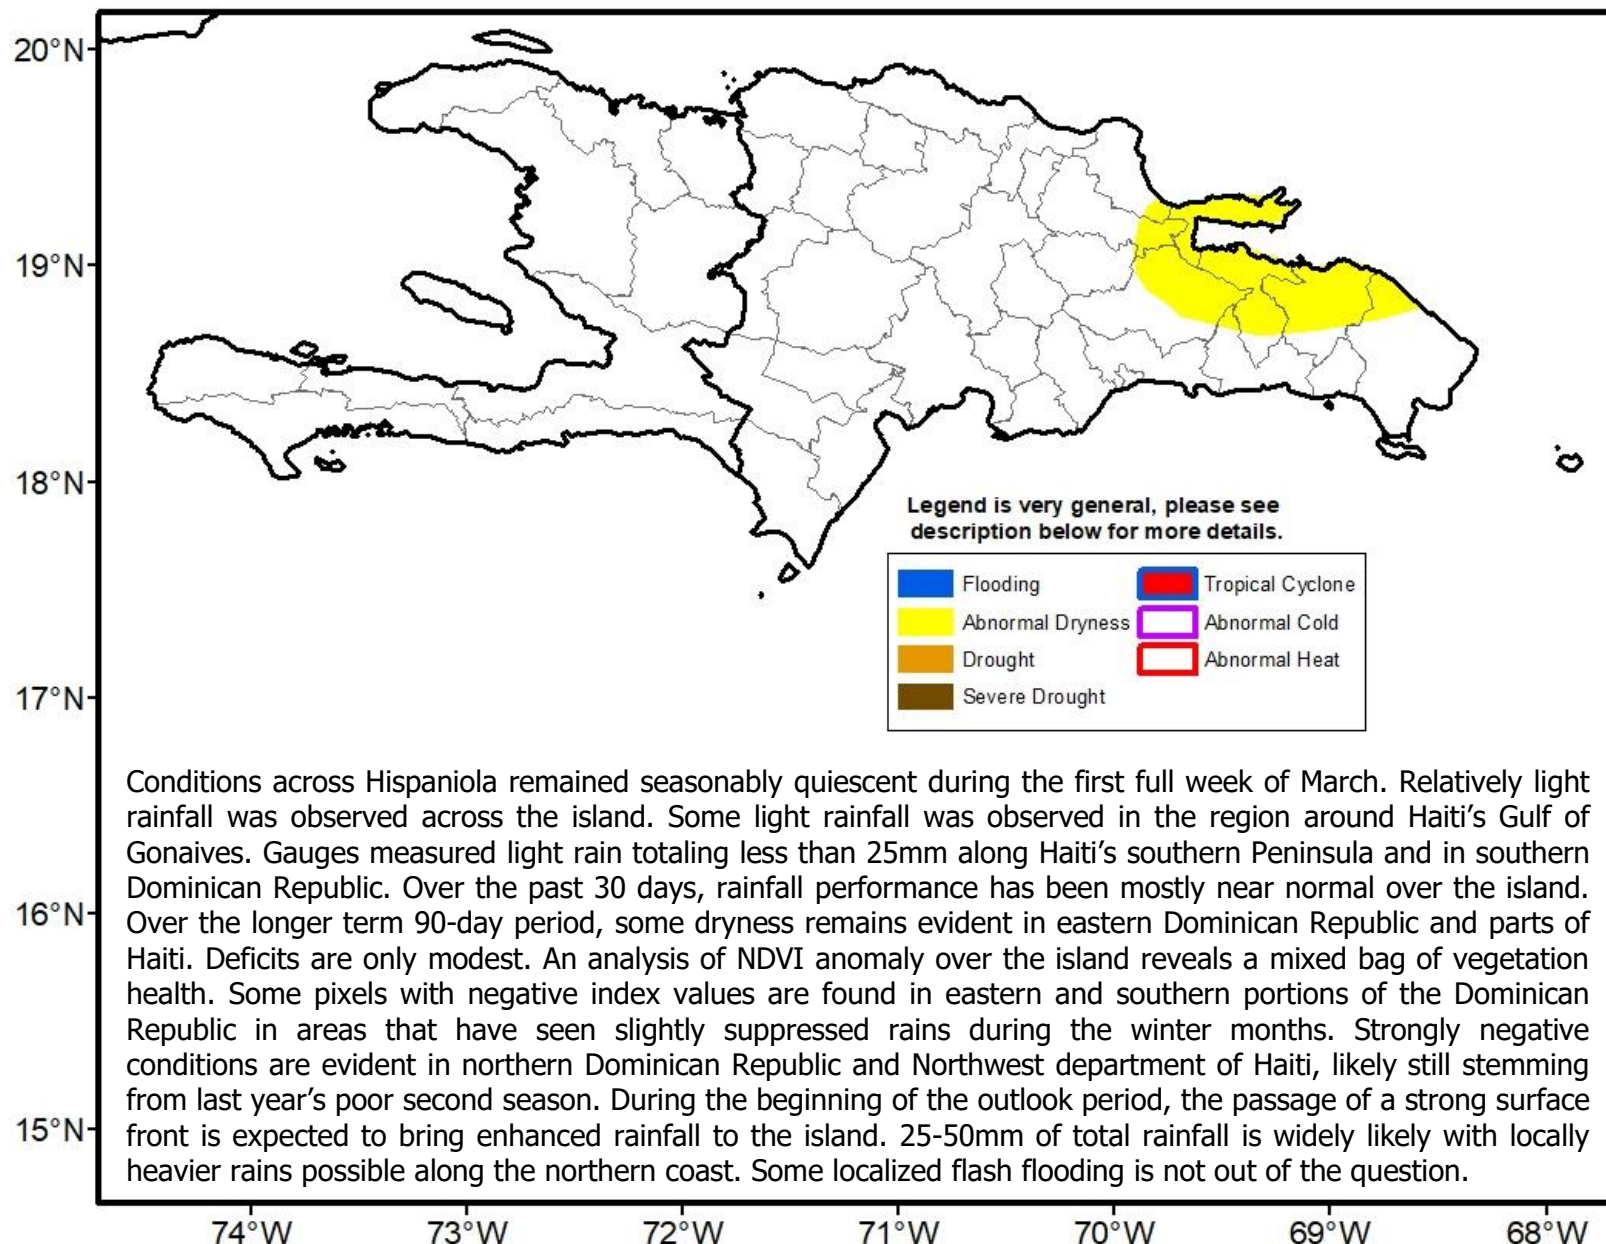 20°N
19°N
18°N
17°N
16°N
15°N
Legend is very general, please see
description below for more details.
Flooding
Abnormal Dryness
Drought
Severe Drought
Tropical Cyclone
Abnormal Cold
Abnormal Heat
Conditions across Hispaniola remained seasonably quiescent during the first full week of March. Relatively light
rainfall was observed across the island. Some light rainfall was observed in the region around Haiti’s Gulf of
Gonaives. Gauges measured light rain totaling less than 25mm along Haiti’s southern Peninsula and in southern
Dominican Republic. Over the past 30 days, rainfall performance has been mostly near normal over the island.
Over the longer term 90-day period, some dryness remains evident in eastern Dominican Republic and parts of
Haiti. Deficits are only modest. An analysis of NDVI anomaly over the island reveals a mixed bag of vegetation
health. Some pixels with negative index values are found in eastern and southern portions of the Dominican
Republic in areas that have seen slightly suppressed rains during the winter months. Strongly negative
conditions are evident in northern Dominican Republic and Northwest department of Haiti, likely still stemming
from last year’s poor second season. During the beginning of the outlook period, the passage of a strong surface
front is expected to bring enhanced rainfall to the island. 25-50mm of total rainfall is widely likely with locally
heavier rains possible along the northern coast. Some localized flash flooding is not out of the question.
74°W
73°W
72°W
71°W
70°W
69°W
68°W